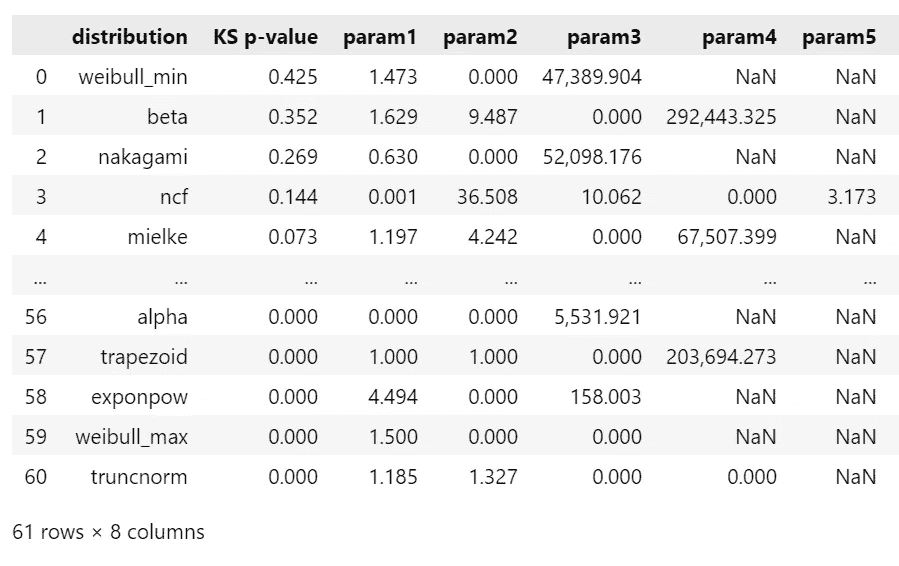 distribution KS p-value param1 param2 param3 param4 param5
0 weibull_min 0.425 1.473 0.000 47,389.904 NaN NaN
1 beta 0.352 1.629 9.487 0.000 292,443.325 NaN
2 nakagami 0.269 0.630 0.000 52,098.176 NaN NaN
3 ncf 0.144 0.001 36.508 10.062 0.000 3.173
4 mielke 0.073 1.197 4.242 0.000 67,507.399 NaN
... ... ... ... ... ... ... ...
56 alpha 0.000 0.000 0.000 5,531.921 NaN NaN
57 trapezoid 0.000 1.000 1.000 0.000 203,694.273 NaN
58 exponpow 0.000 4.494 0.000 158.003 NaN NaN
59 weibull_max 0.000 1.500 0.000 0.000 NaN NaN
60 truncnorm 0.000 1.185 1.327 0.000 0.000 NaN
61 rows × 8 columns